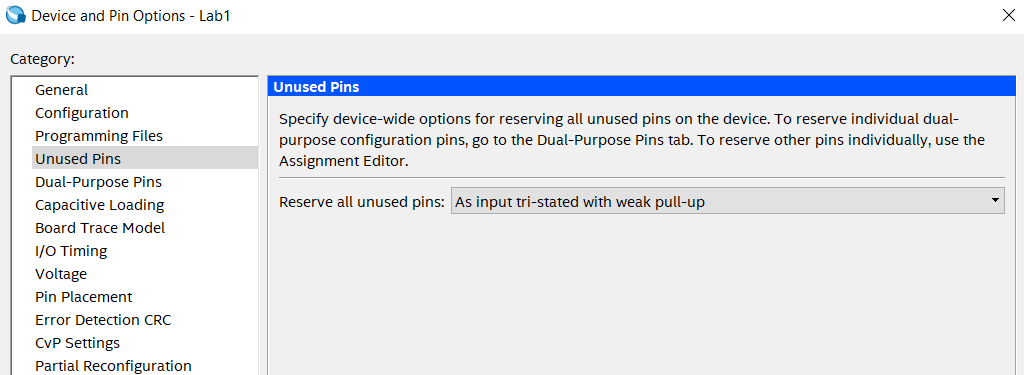 Device and Pin Options - Lab1
Category:
General
Configuration
Programming Files
Unused Pins
Dual-Purpose Pins
Capacitive Loading
Board Trace Model
I/O Timing
Voltage
Pin Placement
Error Detection CRC
CvP Settings
Partial Reconfiguration
Unused Pins
Specify device-wide options for reserving all unused pins on the device. To reserve individual dual-
purpose configuration pins, go to the Dual-Purpose Pins tab. To reserve other pins individually, use the
Assignment Editor.
Reserve all unused pins: As input tri-stated with weak pull-up